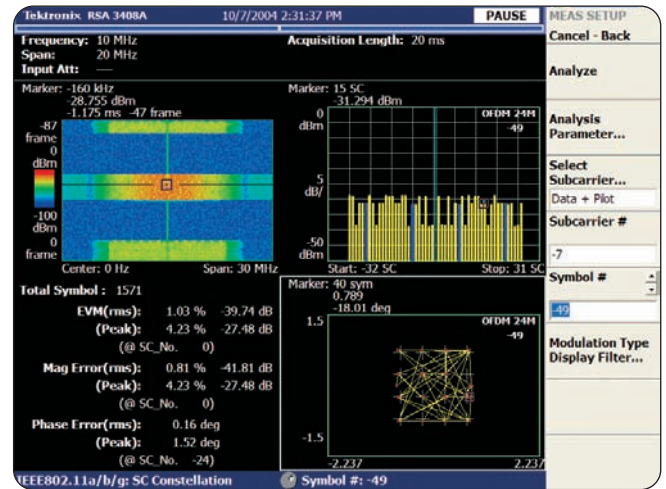 Tektronix RSA 3408A 10/7/2004 2:31:37 PM PAUSE
Frequency: 10 MHz Acquisition Length: 20 ms
Span: 20 MHz
Input Att: ---
Marker: -160 kHz
-28.755 dBm
-1.175 ms -47 frame
-87
frame
0
dBm
-100
dBm
0
frame
Center: 0 Hz Span: 30 MHz
Marker: 15 SC
-31.294 dBm
0
dBm
OFDM 24M
-49
5
dB/
-50
dBm
Start: -32 SC Stop: 31 SC
Total Symbol : 1571
EVM(rms): 1.03 % -39.74 dB
(Peak): 4.23 % -27.48 dB
(@ SC_No. 0)
Mag Error(rms): 0.81 % -41.81 dB
(Peak): 4.23 % -27.48 dB
(@ SC_No. 0)
Phase Error(rms): 0.16 deg
(Peak): 1.52 deg
(@ SC_No. -24)
Marker: 40 sym
0.789
-18.01 deg
1.5
OFDM 24M
-49
-1.5
-2.237 2.237
IEEE802.11a/b/g: SC Constellation Symbol #: -49
MEAS SETUP
Cancel - Back
Analyze
Analysis
Parameter...
Select
Subcarrier...
Data + Pilot
Subcarrier #
-7
Symbol #
-49
Modulation Type
Display Filter...